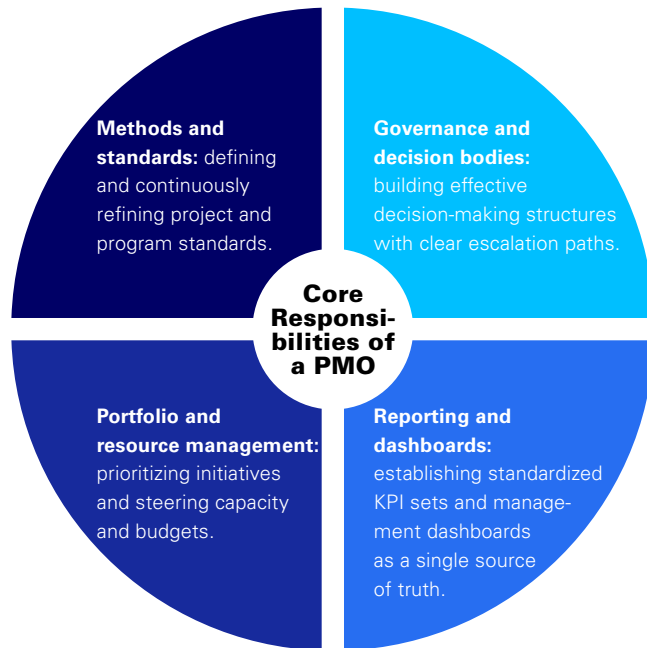 Methods and
standards: defining
and continuously
refining project and
program standards.
Governance and
decision bodies:
building effective
decision-making structures
with clear escalation paths.
Core
Responsi-
bilities of
a PMO
Portfolio and
resource management:
prioritizing initiatives
and steering capacity
and budgets.
Reporting and
dashboards:
establishing standardized
KPI sets and manage-
ment dashboards
as a single source
of truth.